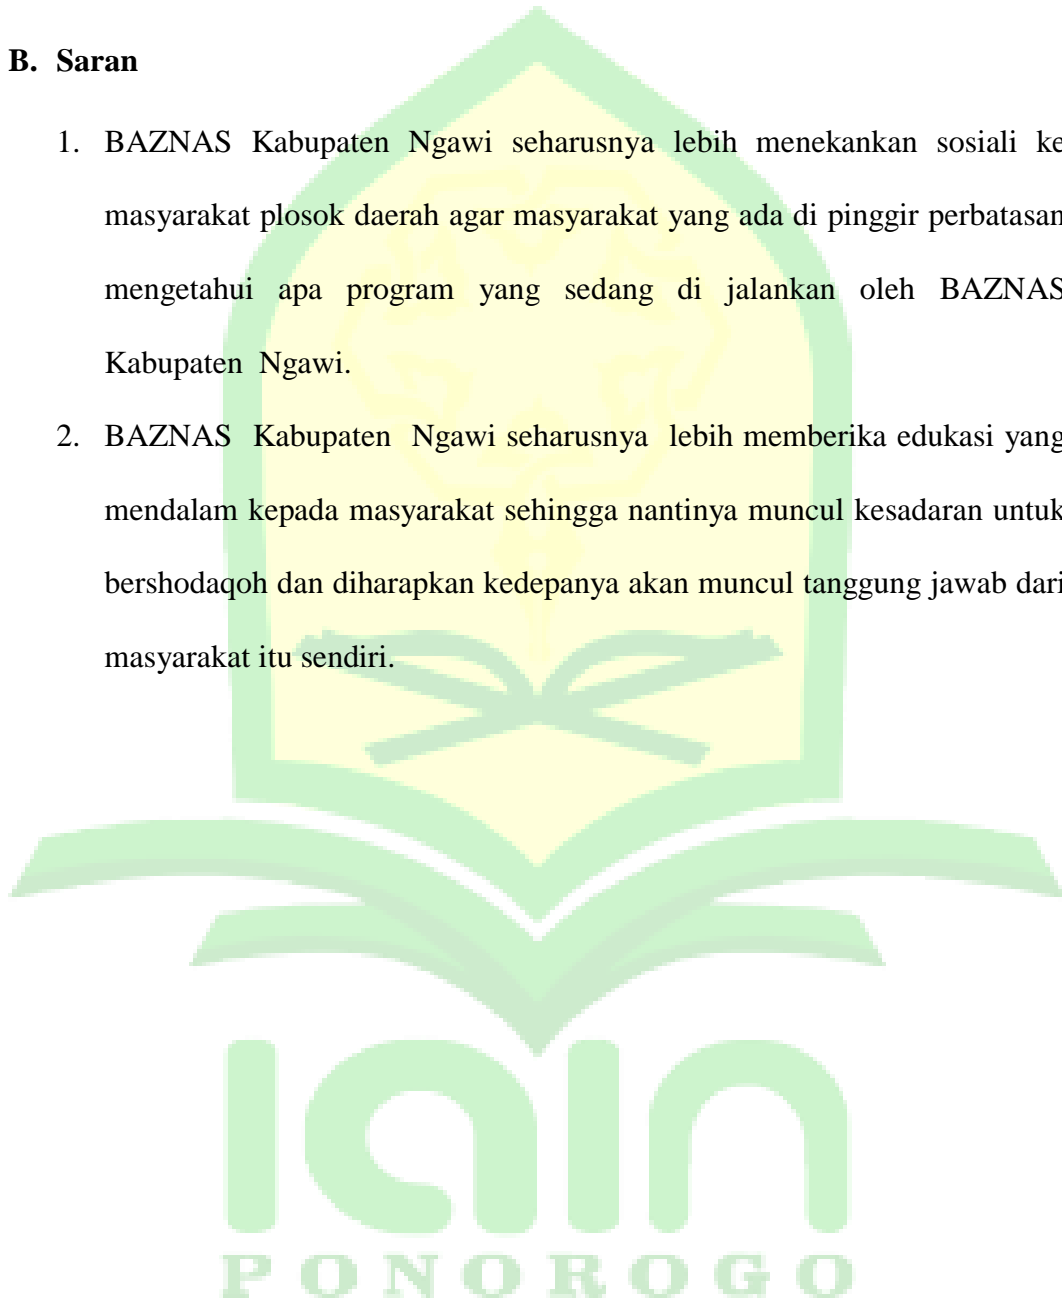 B. Saran
1. BAZNAS Kabupaten Ngawi seharusnya lebih menekankan sosiali ke
masyarakat plosok daerah agar masyarakat yang ada di pinggir perbatasan
mengetahui apa program yang sedang di jalankan oleh BAZNAS
Kabupaten Ngawi.
2. BAZNAS Kabupaten Ngawi seharusnya lebih memberika edukasi yang
mendalam kepada masyarakat sehingga nantinya muncul kesadaran untuk
bershodaqoh dan diharapkan kedepanya akan muncul tanggung jawab dari
masyarakat itu sendiri.
iain
PONOROGO